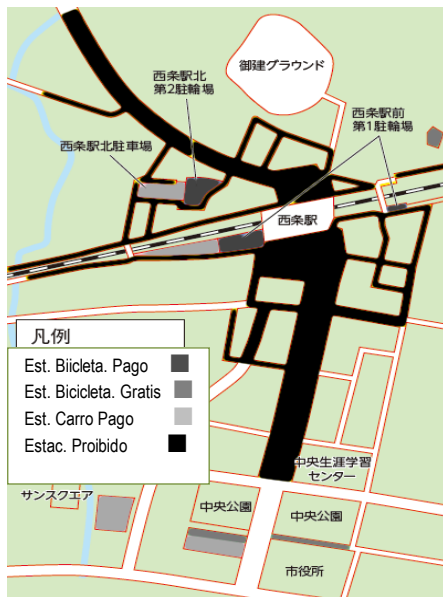 御建グラウンド
西条駅北
第2駐輪場
西条駅前
第1駐輪場
西条駅北駐車場
西条駅
凡例
Est. Biicleta. Pago
Est. Bicicleta. Gratis
Est. Carro Pago
Estac. Proibido
中央生涯学習
センター
サンスクエア
中央公園
中央公園
市役所